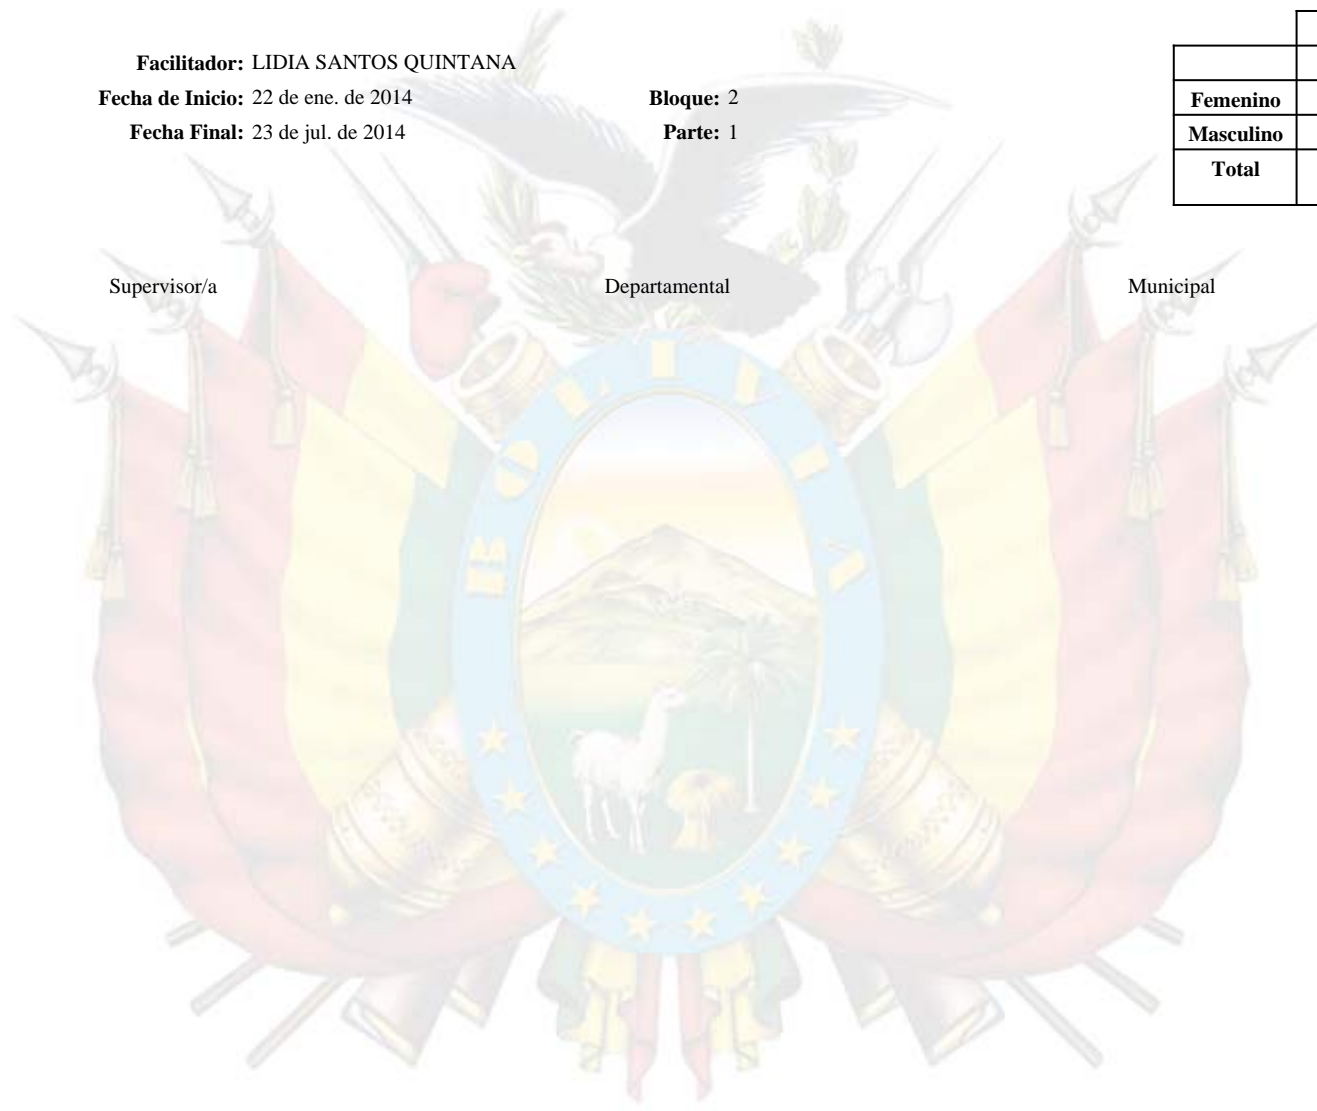 Facilitador: LIDIA SANTOS QUINTANA
Fecha de Inicio: 22 de ene. de 2014 Bloque: 2
Fecha Final: 23 de jul. de 2014 Parte: 1
Femenino
Masculino
Total
Supervisor/a Departamental Municipal
BOLIVIA